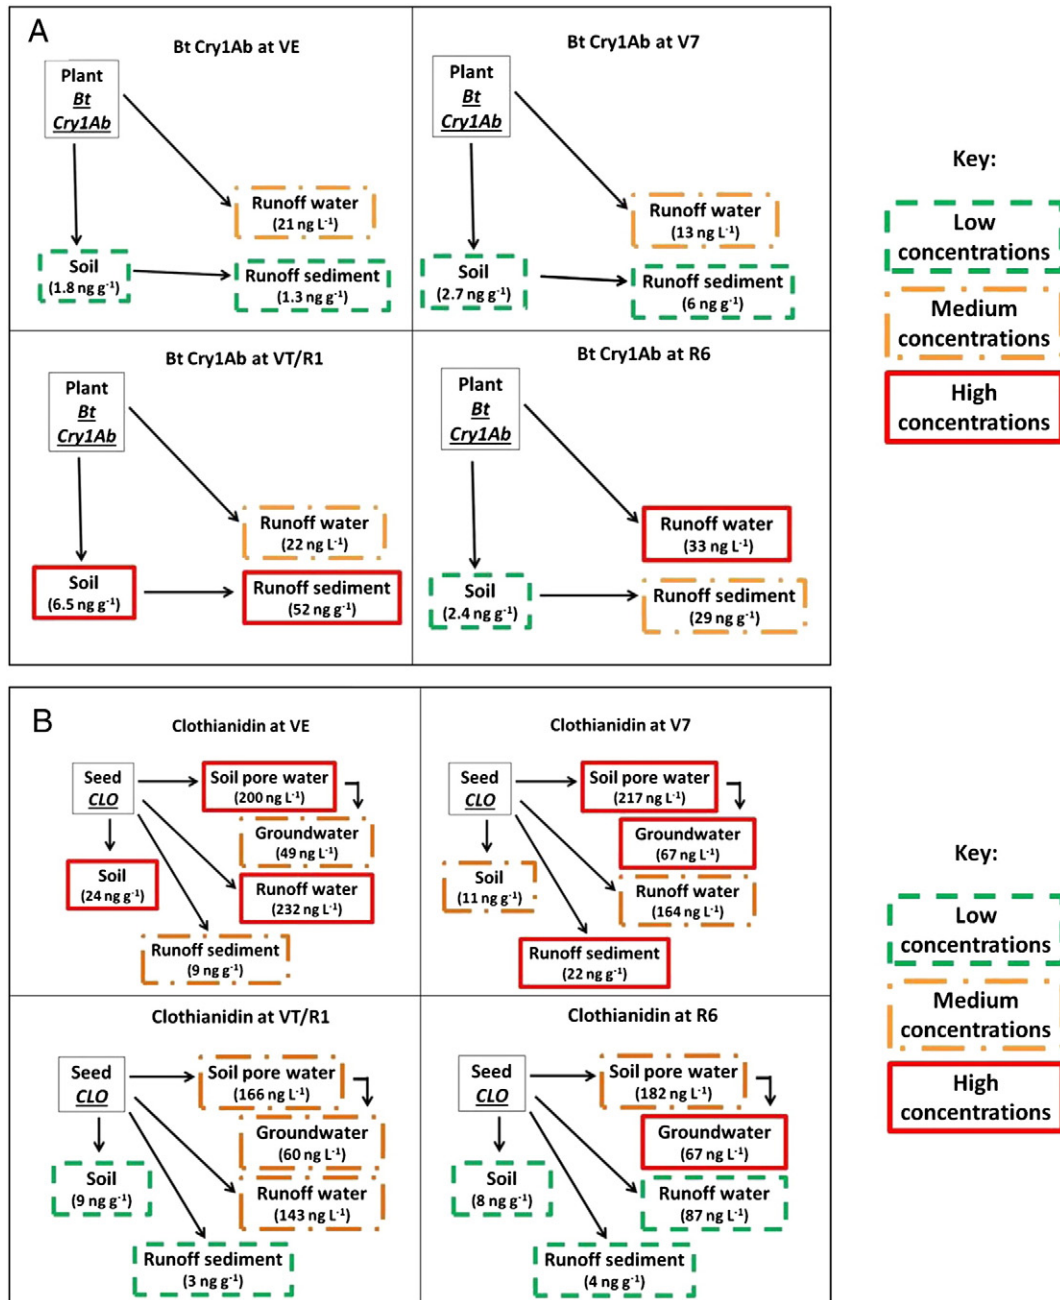 A
Bt Cry1Ab at VE
Plant
Bt
Cry1Ab
Runoff water
(21 ng L⁻¹)
Soil
(1.8 ng g⁻¹)
Runoff sediment
(1.3 ng g⁻¹)
Bt Cry1Ab at V7
Plant
Bt
Cry1Ab
Runoff water
(13 ng L⁻¹)
Soil
(2.7 ng g⁻¹)
Runoff sediment
(6 ng g⁻¹)
Bt Cry1Ab at VT/R1
Plant
Bt
Cry1Ab
Runoff water
(22 ng L⁻¹)
Soil
(6.5 ng g⁻¹)
Runoff sediment
(52 ng g⁻¹)
Bt Cry1Ab at R6
Plant
Bt
Cry1Ab
Runoff water
(33 ng L⁻¹)
Soil
(2.4 ng g⁻¹)
Runoff sediment
(29 ng g⁻¹)
Key:
Low
concentrations
Medium
concentrations
High
concentrations
B
Clothianidin at VE
Seed
CLO
Soil pore water
(200 ng L⁻¹)
Groundwater
(49 ng L⁻¹)
Soil
(24 ng g⁻¹)
Runoff water
(232 ng L⁻¹)
Runoff sediment
(9 ng g⁻¹)
Clothianidin at V7
Seed
CLO
Soil pore water
(217 ng L⁻¹)
Groundwater
(67 ng L⁻¹)
Soil
(11 ng g⁻¹)
Runoff water
(164 ng L⁻¹)
Runoff sediment
(22 ng g⁻¹)
Clothianidin at VT/R1
Seed
CLO
Soil pore water
(166 ng L⁻¹)
Groundwater
(60 ng L⁻¹)
Soil
(9 ng g⁻¹)
Runoff water
(143 ng L⁻¹)
Runoff sediment
(3 ng g⁻¹)
Clothianidin at R6
Seed
CLO
Soil pore water
(182 ng L⁻¹)
Groundwater
(67 ng L⁻¹)
Soil
(8 ng g⁻¹)
Runoff water
(87 ng L⁻¹)
Runoff sediment
(4 ng g⁻¹)
Key:
Low
concentrations
Medium
concentrations
High
concentrations